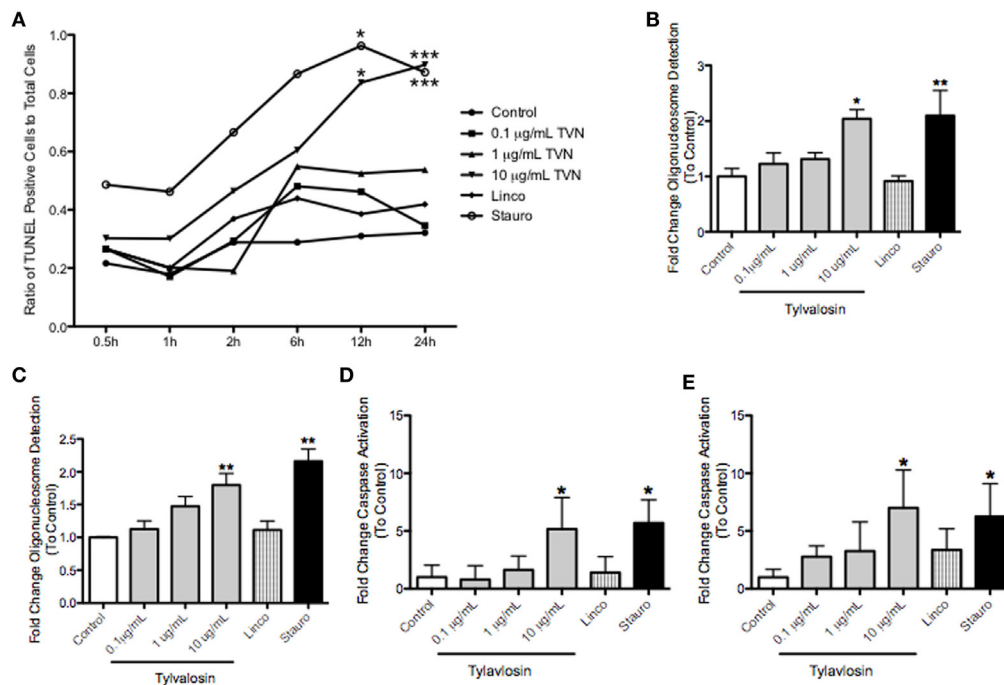 A
Ratio of TUNEL Positive Cells to Total Cells
1.0
0.8
0.6
0.4
0.2
0.0
0.5h 1h 2h 6h 12h 24h
*
*
***
***
Control
0.1 µg/mL TVN
1 µg/mL TVN
10 µg/mL TVN
Linco
Stauro
B
Fold Change Oligonucleosome Detection
(To Control)
3
2
1
0
*
**
Control 0.1µg/mL 1 µg/mL 10 ug/mL Linco Stauro
Tylvalosin
C
Fold Change Oligonucleosome Detection
(To Control)
2.5
2.0
1.5
1.0
0.5
0.0
**
**
Control 0.1µg/mL 1 ug/mL 10 ug/mL Linco Stauro
Tylvalosin
D
Fold Change Caspase Activation
(To Control)
15
10
5
0
*
*
Control 0.1 µg/mL 1 µg/mL 10 µg/mL Linco Stauro
Tylavlosin
E
Fold Change Caspase Activation
(To Control)
15
10
5
0
*
*
Control 0.1 µg/mL 1 µg/mL 10 µg/mL Linco Stauro
Tylavlosin